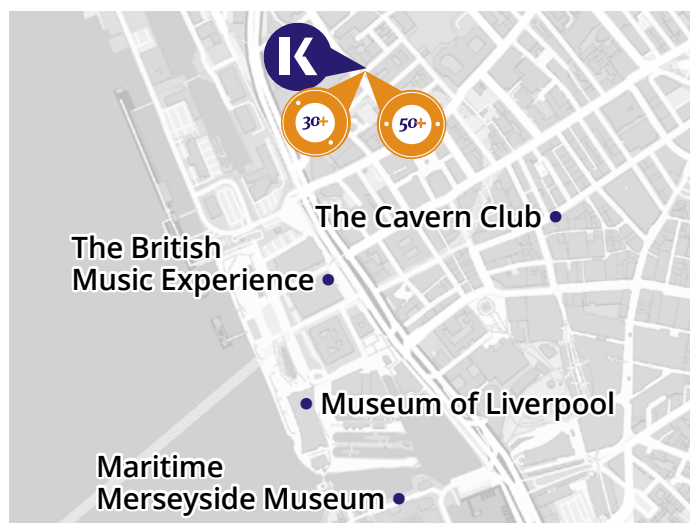 K
30+
50+
The Cavern Club
The British
Music Experience
Museum of Liverpool
Maritime
Merseyside Museum